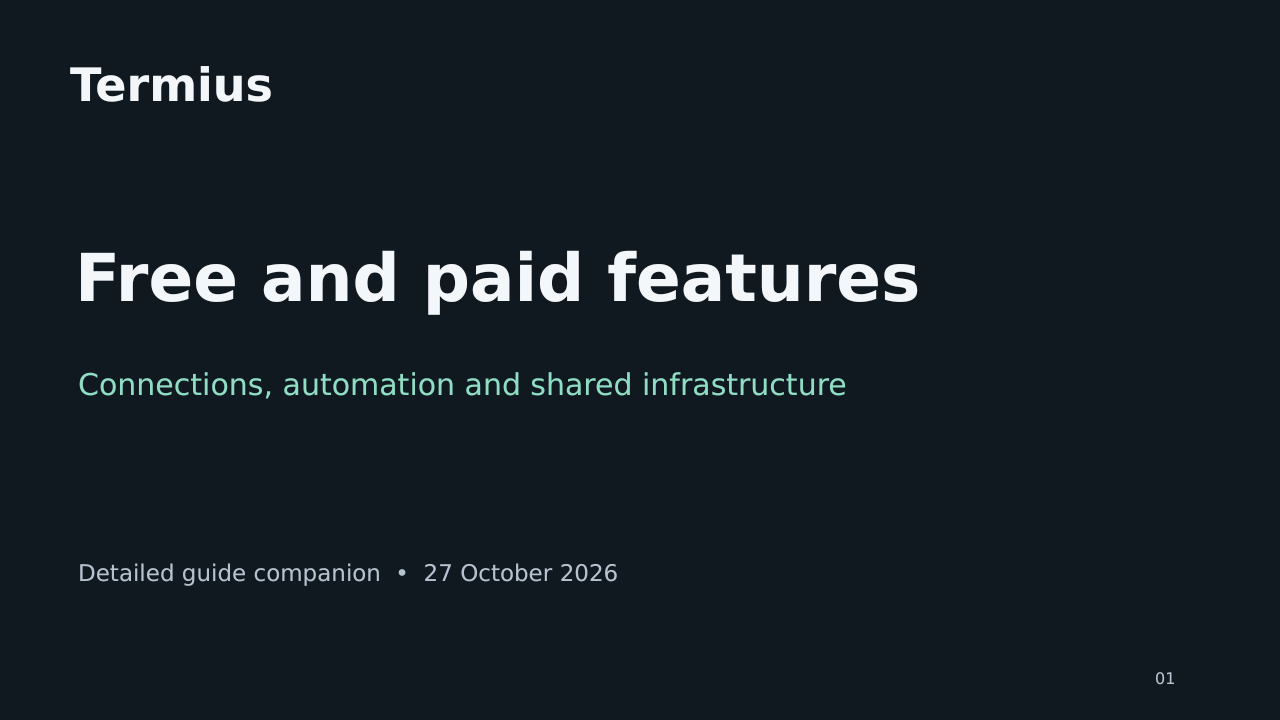 Termius
Free and paid features
Connections, automation and shared infrastructure
Detailed guide companion • 27 October 2026
01